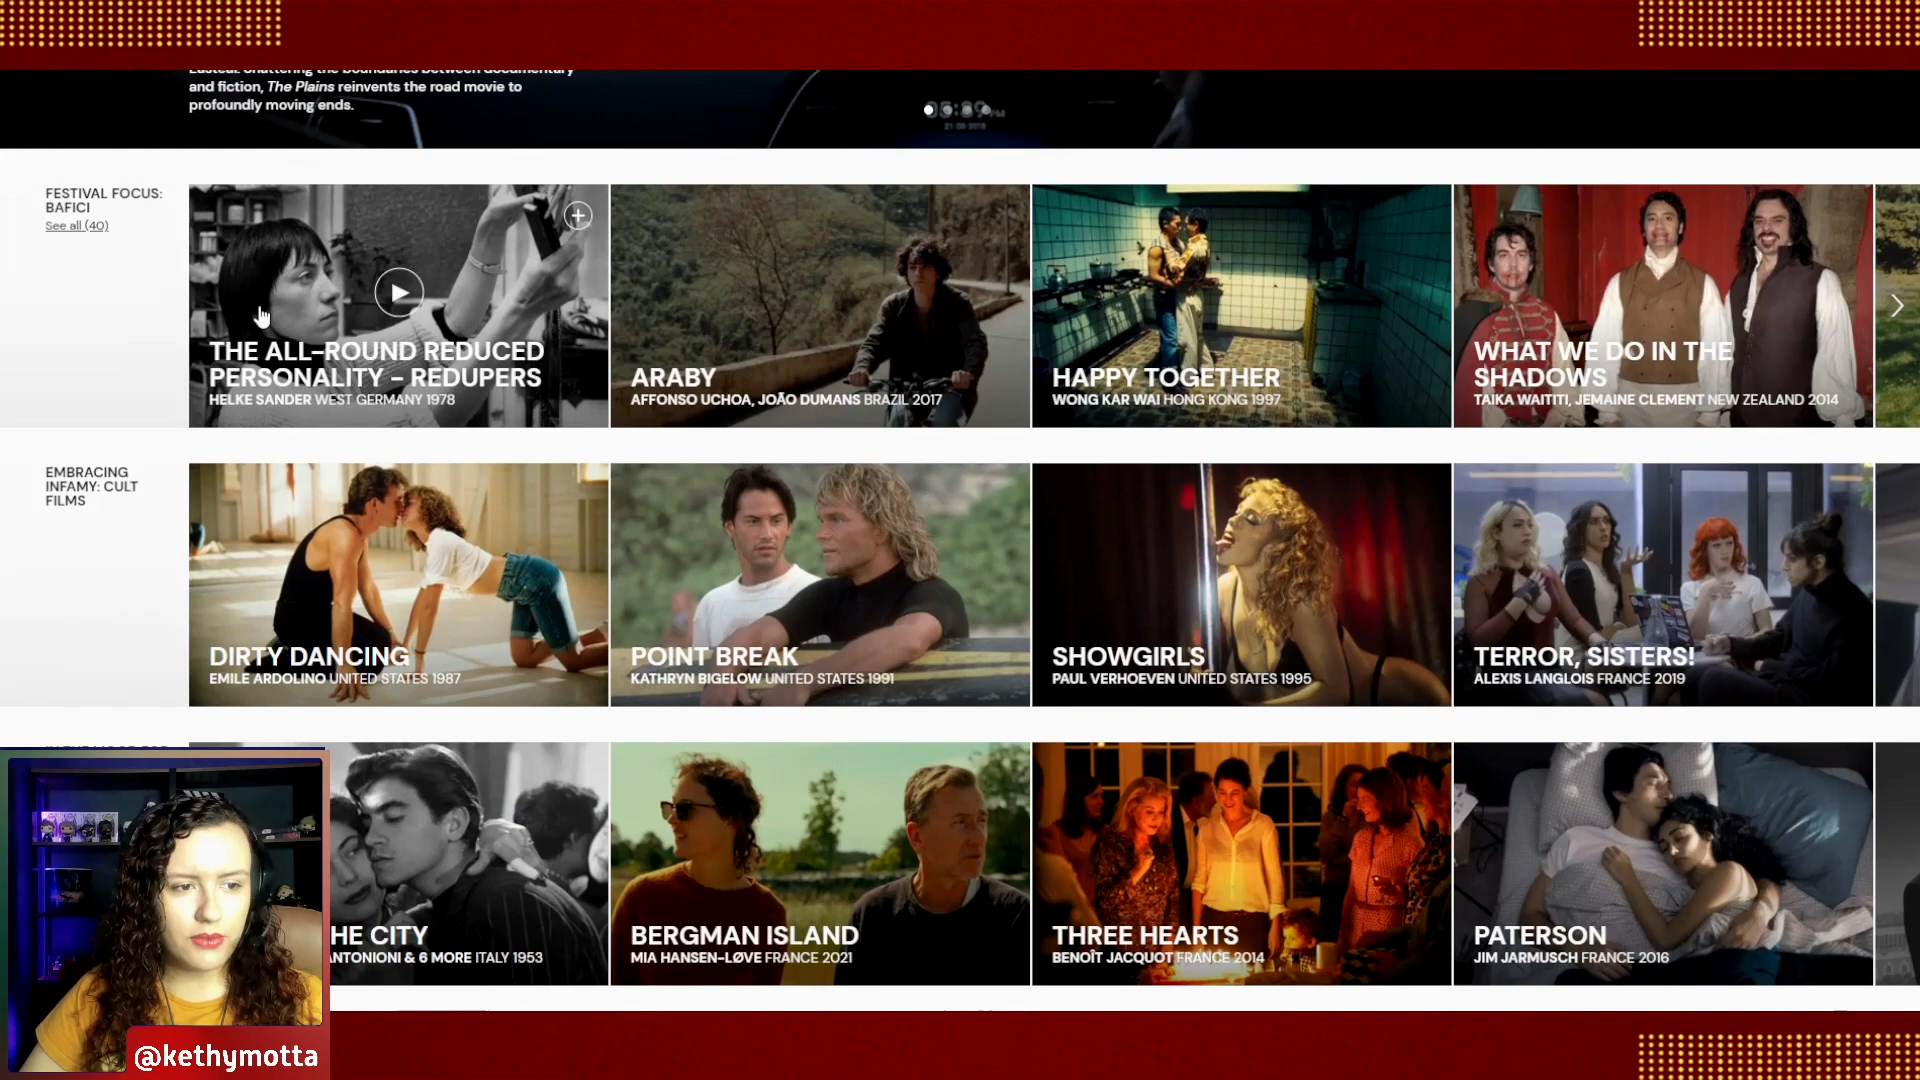 and fiction, The Plains reinvents the road movie to
profoundly moving ends.
FESTIVAL FOCUS:
BAFICI
See all (40)
THE ALL-ROUND REDUCED
PERSONALITY - REDUPERS
HELKE SANDER WEST GERMANY 1978
ARABY
AFFONSO UCHOA, JOÃO DUMANS BRAZIL 2017
HAPPY TOGETHER
WONG KAR WAI HONG KONG 1997
WHAT WE DO IN THE
SHADOWS
TAIKA WAITITI, JEMAINE CLEMENT NEW ZEALAND 2014
EMBRACING
INFAMY: CULT
FILMS
DIRTY DANCING
EMILE ARDOLINO UNITED STATES 1987
POINT BREAK
KATHRYN BIGELOW UNITED STATES 1991
SHOWGIRLS
PAUL VERHOEVEN UNITED STATES 1995
TERROR, SISTERS!
ALEXIS LANGLOIS FRANCE 2019
HE CITY
ANTONIONI & 6 MORE ITALY 1953
BERGMAN ISLAND
MIA HANSEN-LØVE FRANCE 2021
THREE HEARTS
BENOÎT JACQUOT FRANCE 2014
PATERSON
JIM JARMUSCH FRANCE 2016
@kethymotta